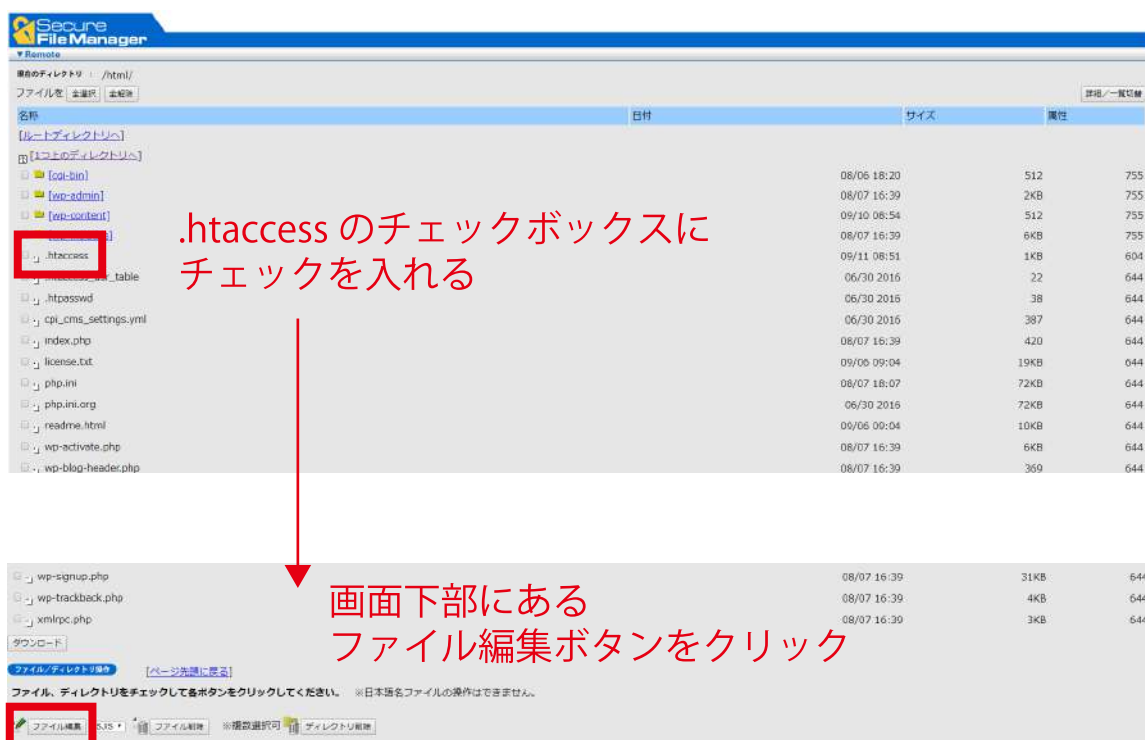 Secure
FileManager
▼Remote
現在のディレクトリ : /html/
ファイルを 全選択 全解除 詳細／一覧切替
名称 日付 サイズ 属性
[ルートディレクトリへ]
[1つ上のディレクトリへ]
[cgi-bin] 08/06 18:20 512 755
[wp-admin] 08/07 16:39 2KB 755
[wp-content] 09/10 08:54 512 755
08/07 16:39 6KB 755
.htaccess のチェックボックスに
チェックを入れる
.htaccess 09/11 08:51 1KB 604
_table 06/30 2016 22 644
.htpasswd 06/30 2016 38 644
cpi_cms_settings.yml 06/30 2016 387 644
index.php 08/07 16:39 420 644
license.txt 09/06 09:04 19KB 644
php.ini 08/07 18:07 72KB 644
php.ini.org 06/30 2016 72KB 644
readme.html 09/06 09:04 10KB 644
wp-activate.php 08/07 16:39 6KB 644
wp-blog-header.php 08/07 16:39 369 644
wp-signup.php 08/07 16:39 31KB 644
wp-trackback.php 08/07 16:39 4KB 644
xmlrpc.php 08/07 16:39 3KB 644
画面下部にある
ファイル編集ボタンをクリック
ダウンロード
ファイル/ディレクトリ操作 [ページ先頭に戻る]
ファイル、ディレクトリをチェックして各ボタンをクリックしてください。 ※日本語名ファイルの操作はできません。
ファイル編集 SJIS ファイル削除 ※複数選択可 ディレクトリ削除